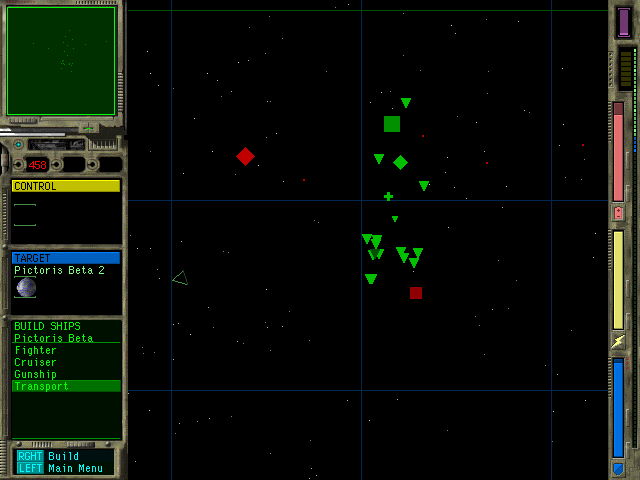 458
CONTROL
TARGET
Pictoris Beta 2
BUILD SHIPS
Pictoris Beta
Fighter
Cruiser
Gunship
Transport
RGHT Build
LEFT Main Menu